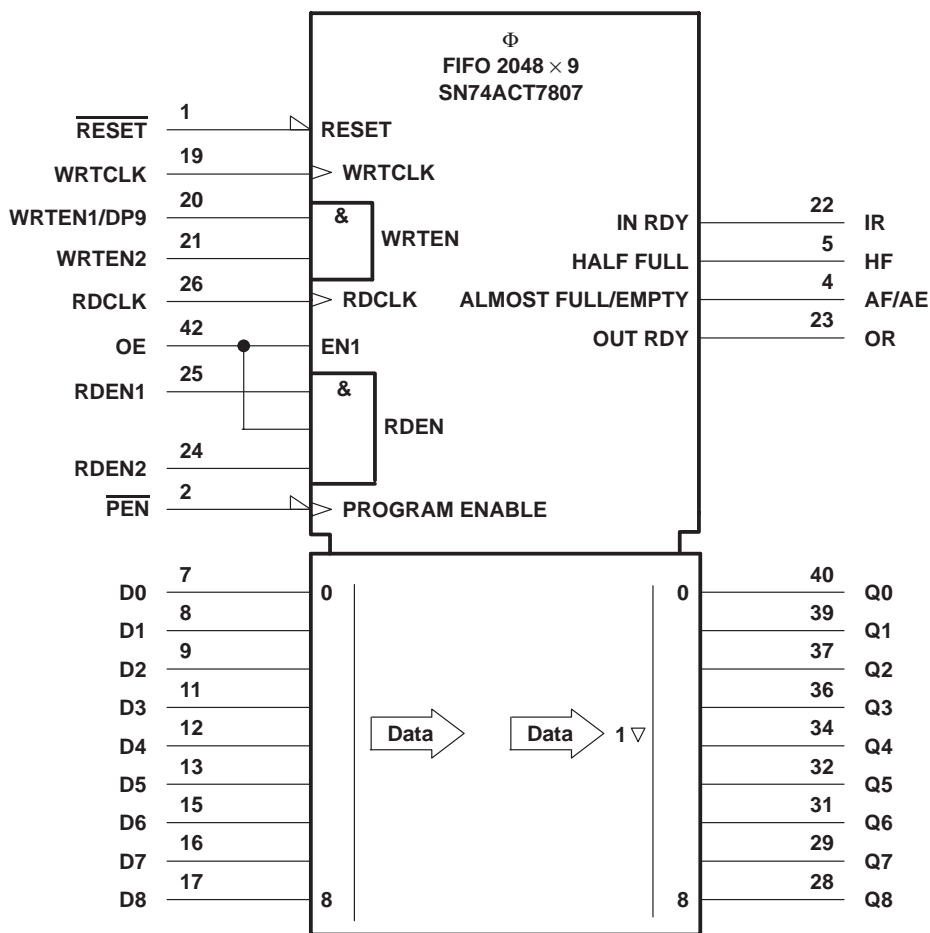 Φ
FIFO 2048 × 9
SN74ACT7807
RESET 1 RESET
WRTCLK 19 WRTCLK
WRTEN1/DP9 20 &
WRTEN
WRTEN2 21
RDCLK 26 RDCLK
OE 42 EN1
RDEN1 25 &
RDEN
RDEN2 24
PEN 2 PROGRAM ENABLE
IN RDY 22 IR
HALF FULL 5 HF
ALMOST FULL/EMPTY 4 AF/AE
OUT RDY 23 OR
D0 7 0 0 40 Q0
D1 8 39 Q1
D2 9 37 Q2
D3 11 36 Q3
Data Data 1 ▽
D4 12 34 Q4
D5 13 32 Q5
D6 15 31 Q6
D7 16 29 Q7
D8 17 8 8 28 Q8